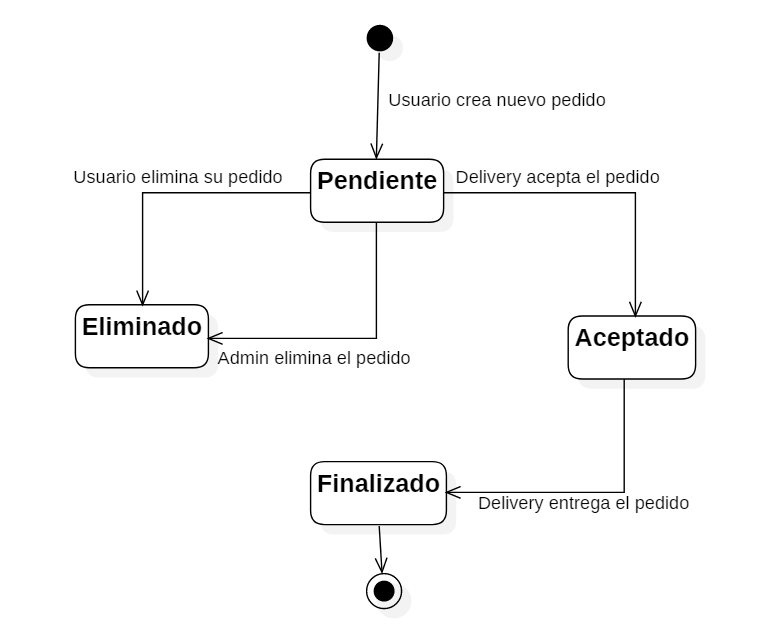 Usuario crea nuevo pedido
Usuario elimina su pedido
Pendiente
Delivery acepta el pedido
Eliminado
Admin elimina el pedido
Aceptado
Finalizado
Delivery entrega el pedido